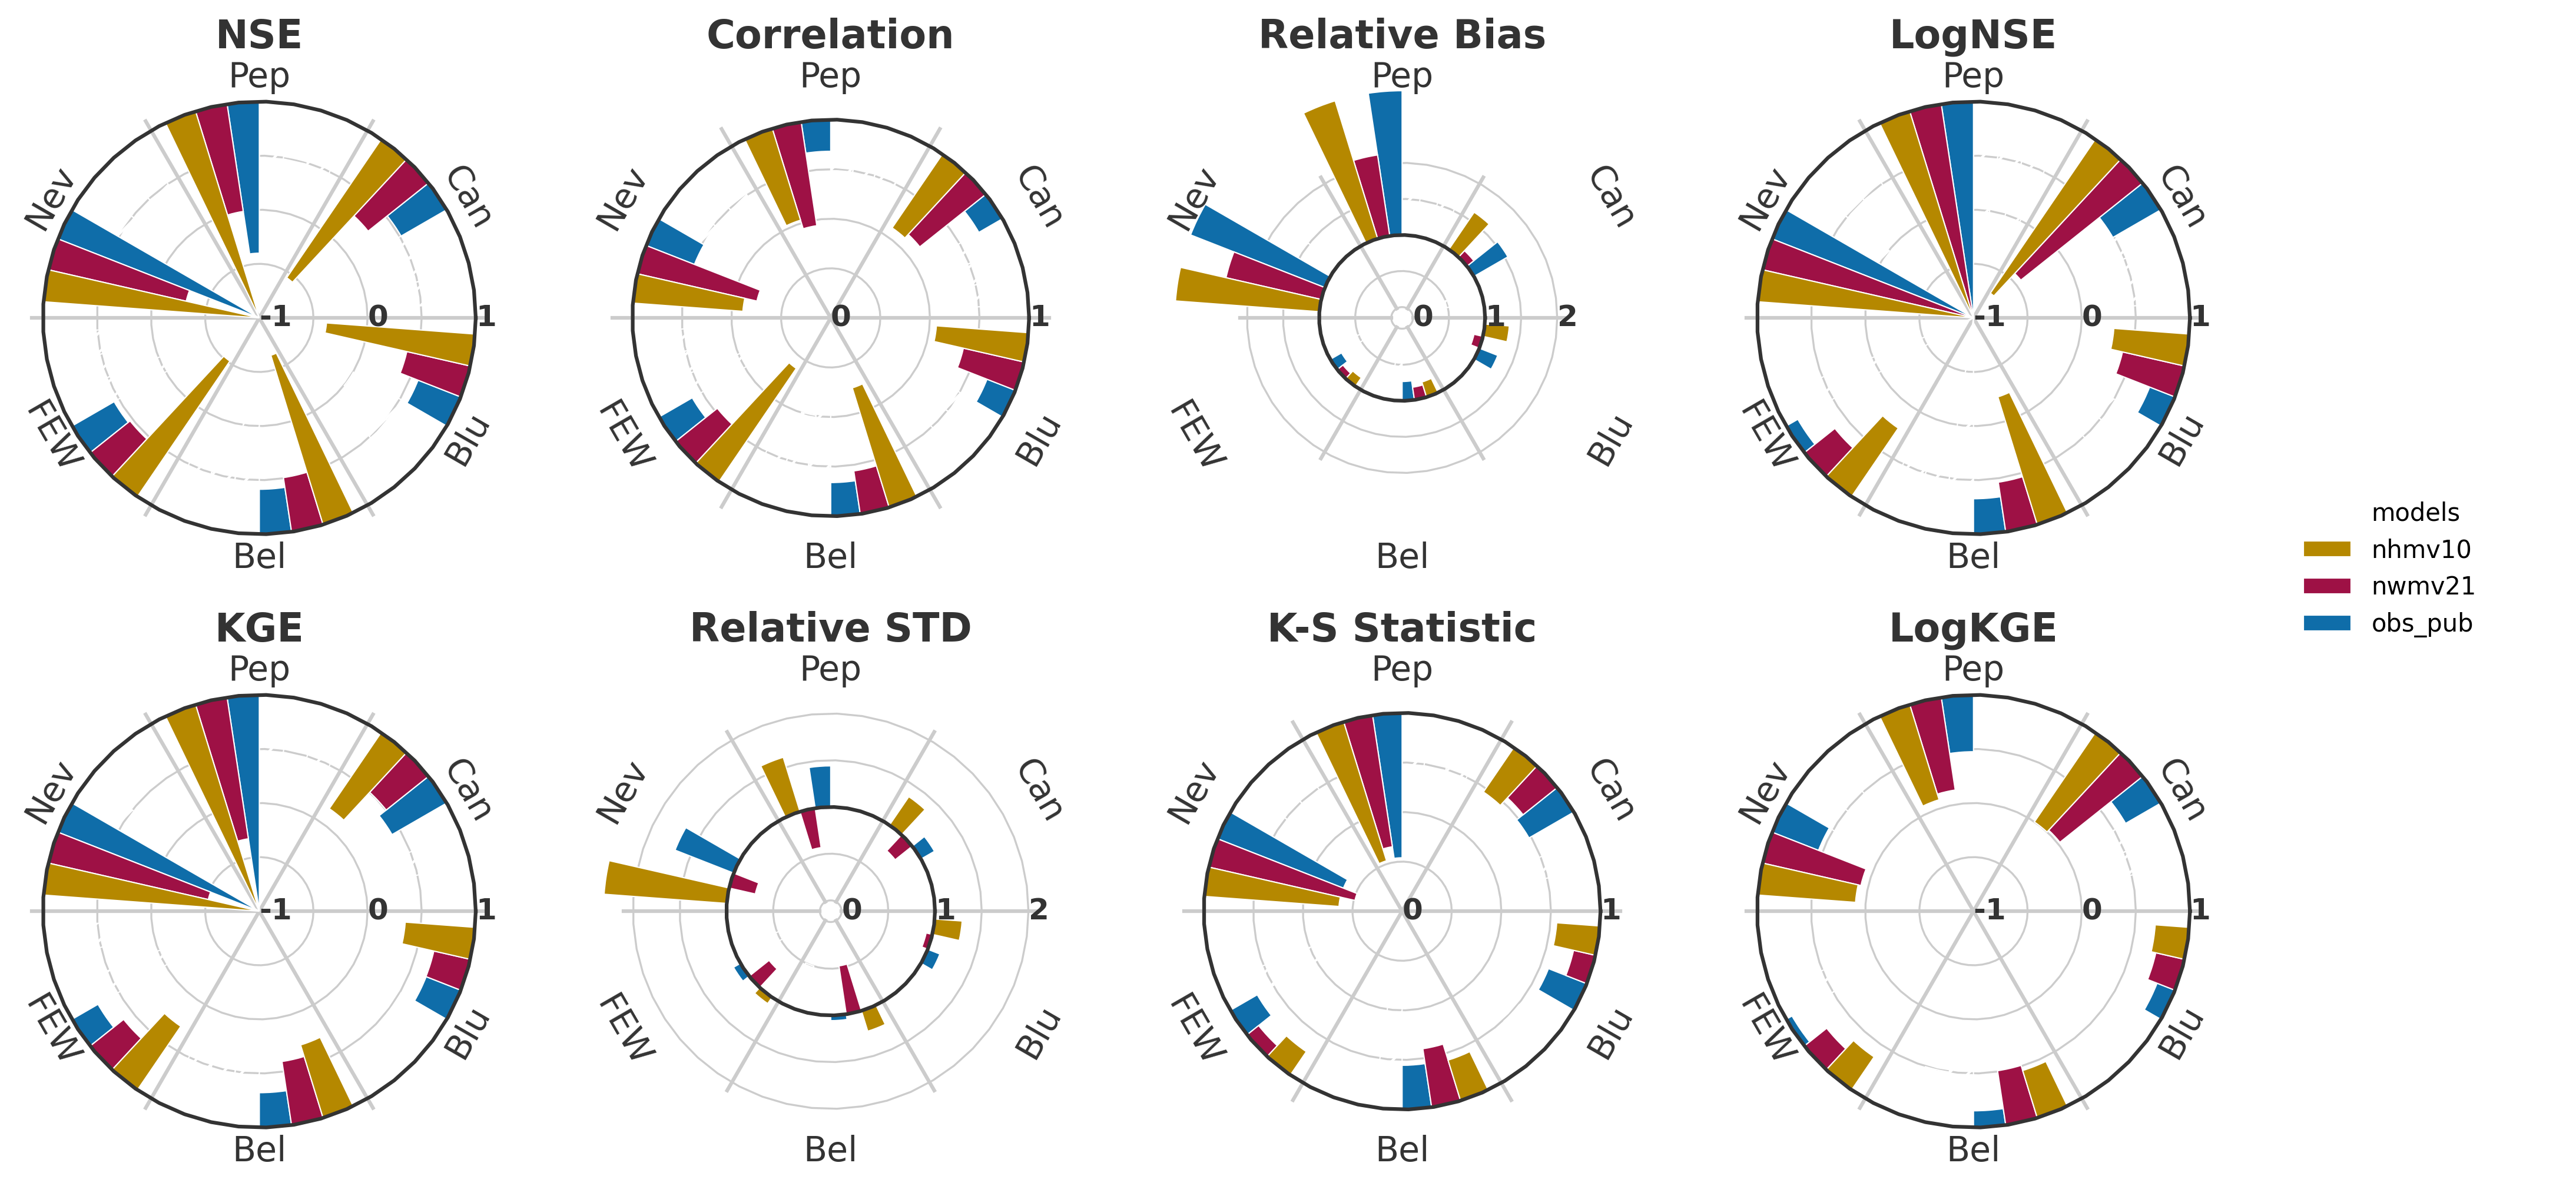 NSE
Pep
Can
Nev
-1 0 1
FEW
Blu
Bel
Correlation
Pep
Can
Nev
0 1
FEW
Blu
Bel
Relative Bias
Pep
Can
Nev
0 1 2
FEW
Blu
Bel
LogNSE
Pep
Can
Nev
-1 0 1
FEW
Blu
Bel
models
nhmv10
nwmv21
obs_pub
KGE
Pep
Can
Nev
-1 0 1
FEW
Blu
Bel
Relative STD
Pep
Can
Nev
0 1 2
FEW
Blu
Bel
K-S Statistic
Pep
Can
Nev
0 1
FEW
Blu
Bel
LogKGE
Pep
Can
Nev
-1 0 1
FEW
Blu
Bel